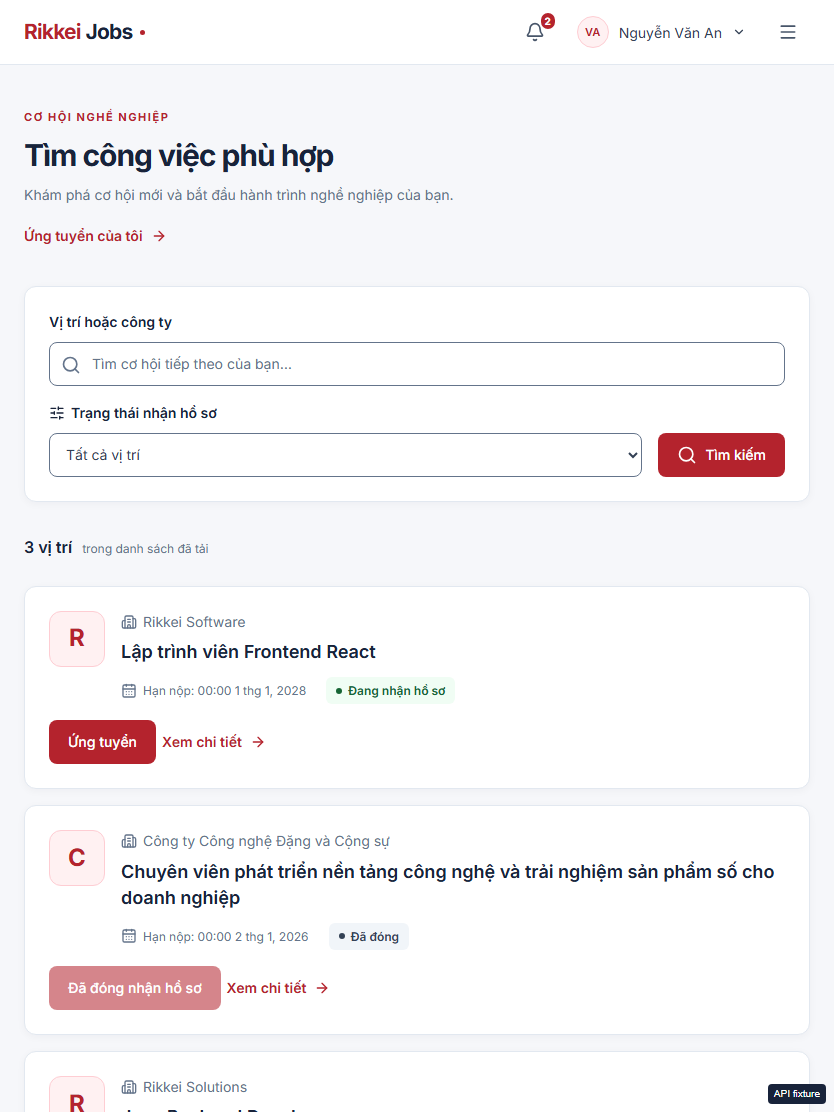 Rikkei Jobs
2
VA
Nguyễn Văn An
CƠ HỘI NGHỀ NGHIỆP
Tìm công việc phù hợp
Khám phá cơ hội mới và bắt đầu hành trình nghề nghiệp của bạn.
Ứng tuyển của tôi
Vị trí hoặc công ty
Tìm cơ hội tiếp theo của bạn...
Trạng thái nhận hồ sơ
Tất cả vị trí
Tìm kiếm
3 vị trí trong danh sách đã tải
R
Rikkei Software
Lập trình viên Frontend React
Hạn nộp: 00:00 1 thg 1, 2028
Đang nhận hồ sơ
Ứng tuyển
Xem chi tiết
C
Công ty Công nghệ Đặng và Cộng sự
Chuyên viên phát triển nền tảng công nghệ và trải nghiệm sản phẩm số cho
doanh nghiệp
Hạn nộp: 00:00 2 thg 1, 2026
Đã đóng
Đã đóng nhận hồ sơ
Xem chi tiết
R
Rikkei Solutions
API fixture